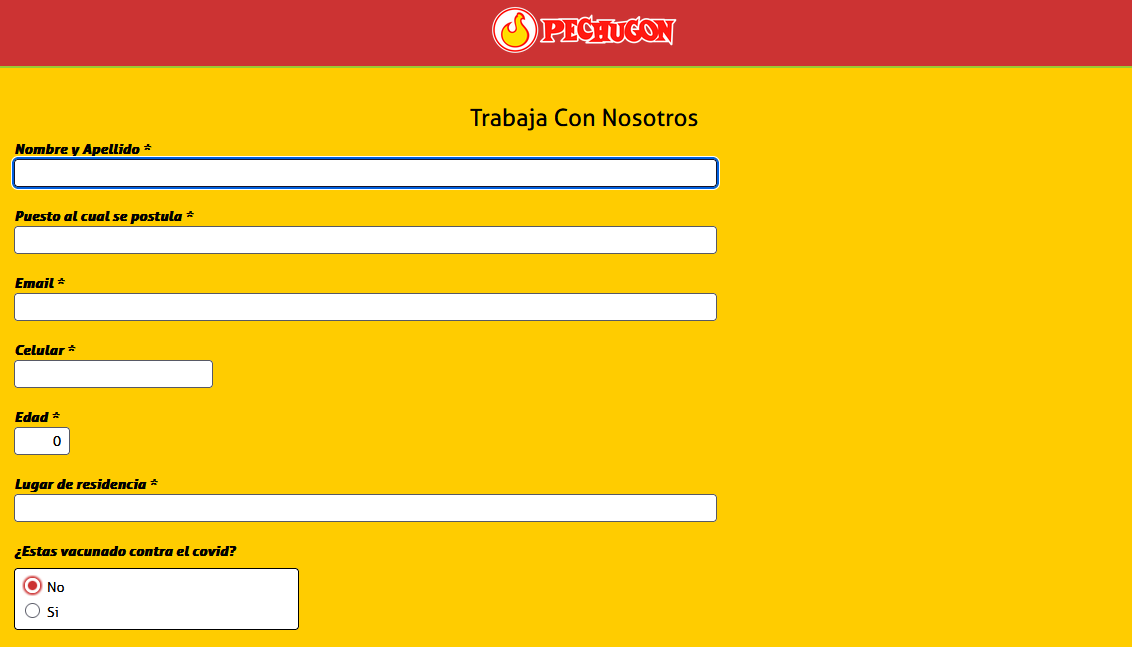 PECHUGON
Trabaja Con Nosotros
Nombre y Apellido *
Puesto al cual se postula *
Email *
Celular *
Edad *
0
Lugar de residencia *
¿Estas vacunado contra el covid?
No
Si